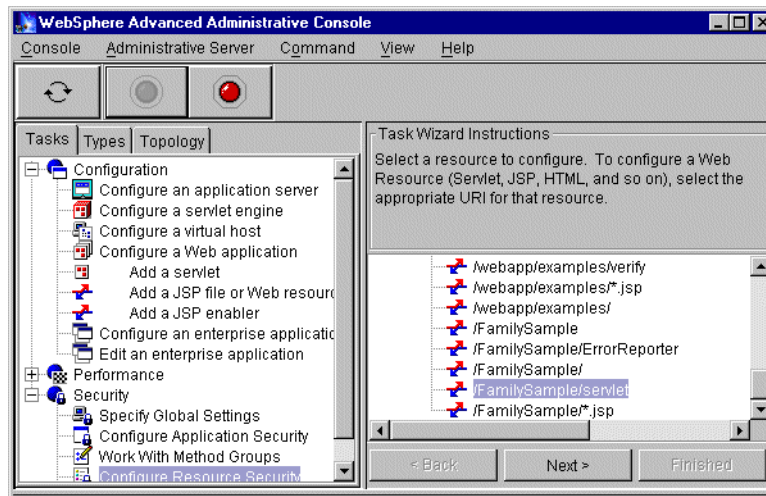 WebSphere Advanced Administrative Console
Console Administrative Server Command View Help
Tasks Types Topology
Configuration
Configure an application server
Configure a servlet engine
Configure a virtual host
Configure a Web application
Add a servlet
Add a JSP file or Web resourc
Add a JSP enabler
Configure an enterprise applicatio
Edit an enterprise application
Performance
Security
Specify Global Settings
Configure Application Security
Work With Method Groups
Configure Resource Security
Task Wizard Instructions
Select a resource to configure. To configure a Web
Resource (Servlet, JSP, HTML, and so on), select the
appropriate URI for that resource.
/webapp/examples/verify
/webapp/examples/*.jsp
/webapp/examples/
/FamilySample
/FamilySample/ErrorReporter
/FamilySample/
/FamilySample/servlet
/FamilySample/*.jsp
< Back Next > Finished